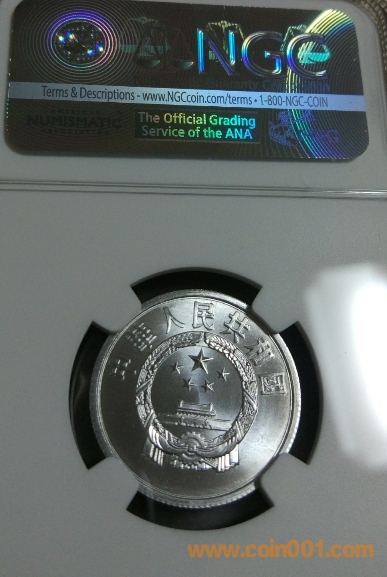 NGC
Terms & Descriptions - www.NGCcoin.com/terms • 1-800-NGC-COIN
NUMISMATIC
The Official Grading
Service of the ANA
中華人民共和国
www.coin001.com